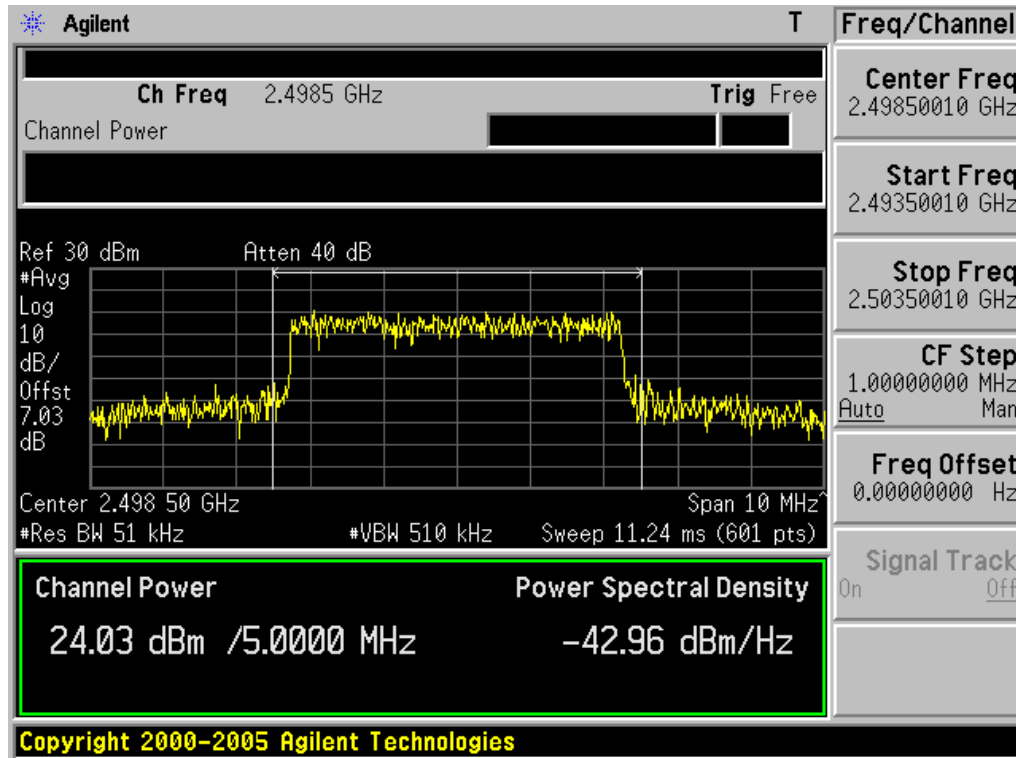 Agilent T Freq/Channel
Ch Freq 2.4985 GHz Trig Free
Channel Power
Center Freq
2.49850010 GHz
Start Freq
2.49350010 GHz
Stop Freq
2.50350010 GHz
CF Step
1.00000000 MHz
Auto Man
Freq Offset
0.00000000 Hz
Signal Track
On Off
Ref 30 dBm Atten 40 dB
#Avg
Log
10
dB/
Offst
7.03
dB
Center 2.498 50 GHz Span 10 MHz^
#Res BW 51 kHz #VBW 510 kHz Sweep 11.24 ms (601 pts)
Channel Power Power Spectral Density
24.03 dBm /5.0000 MHz -42.96 dBm/Hz
Copyright 2000-2005 Agilent Technologies